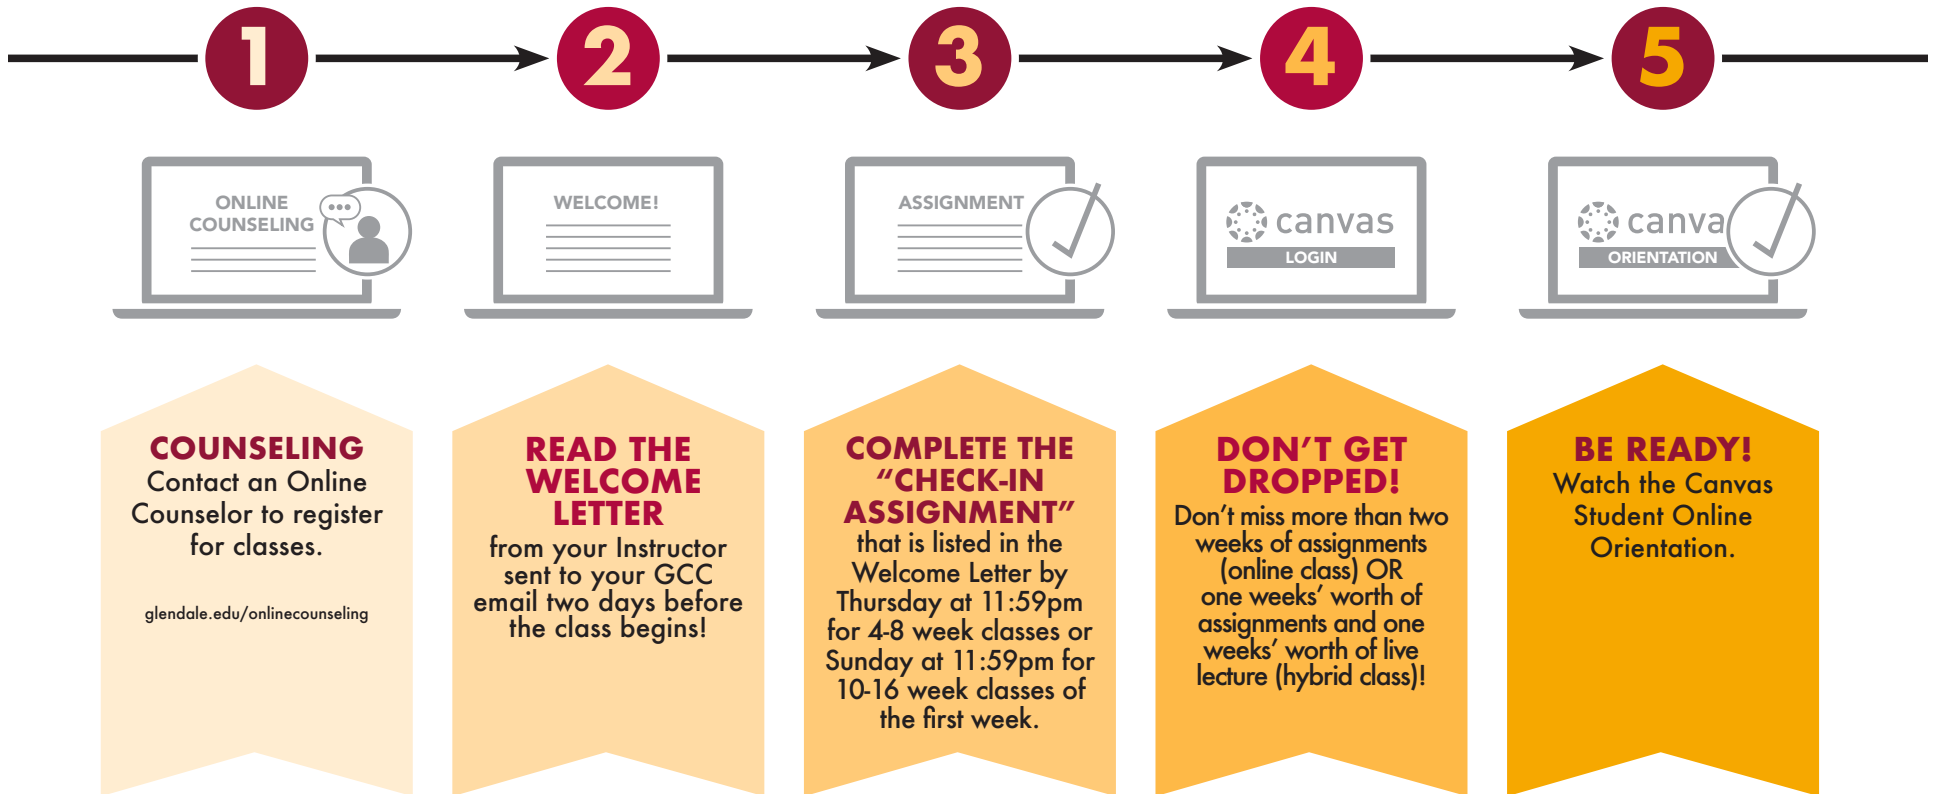 1
2
3
4
5
ONLINE
COUNSELING
WELCOME!
ASSIGNMENT
canvas
LOGIN
canva
ORIENTATION
COUNSELING
Contact an Online
Counselor to register
for classes.
glendale.edu/onlinecounseling
READ THE
WELCOME
LETTER
from your Instructor
sent to your GCC
email two days before
the class begins!
COMPLETE THE
“CHECK-IN
ASSIGNMENT”
that is listed in the
Welcome Letter by
Thursday at 11:59pm
for 4-8 week classes or
Sunday at 11:59pm for
10-16 week classes of
the first week.
DON’T GET
DROPPED!
Don’t miss more than two
weeks of assignments
(online class) OR
one weeks’ worth of
assignments and one
weeks’ worth of live
lecture (hybrid class)!
BE READY!
Watch the Canvas
Student Online
Orientation.